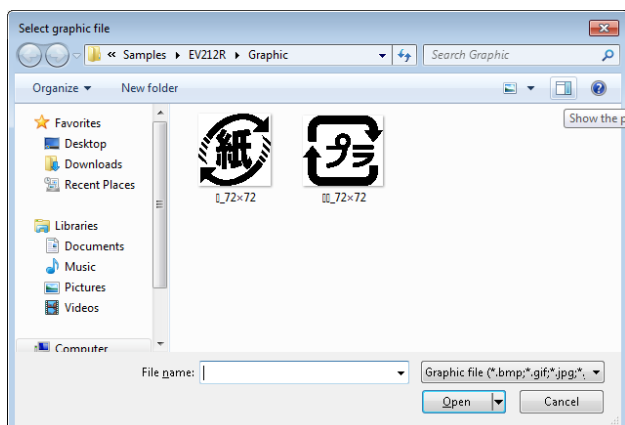 Select graphic file
« Samples ▸ EV212R ▸ Graphic
Search Graphic
Organize
New folder
Show the p
Favorites
Desktop
Downloads
Recent Places
Libraries
Documents
Music
Pictures
Videos
Computer
紙
プラ
▯_72×72
▯▯_72×72
File name:
Graphic file (*.bmp;*.gif;*.jpg;*.
Open
Cancel